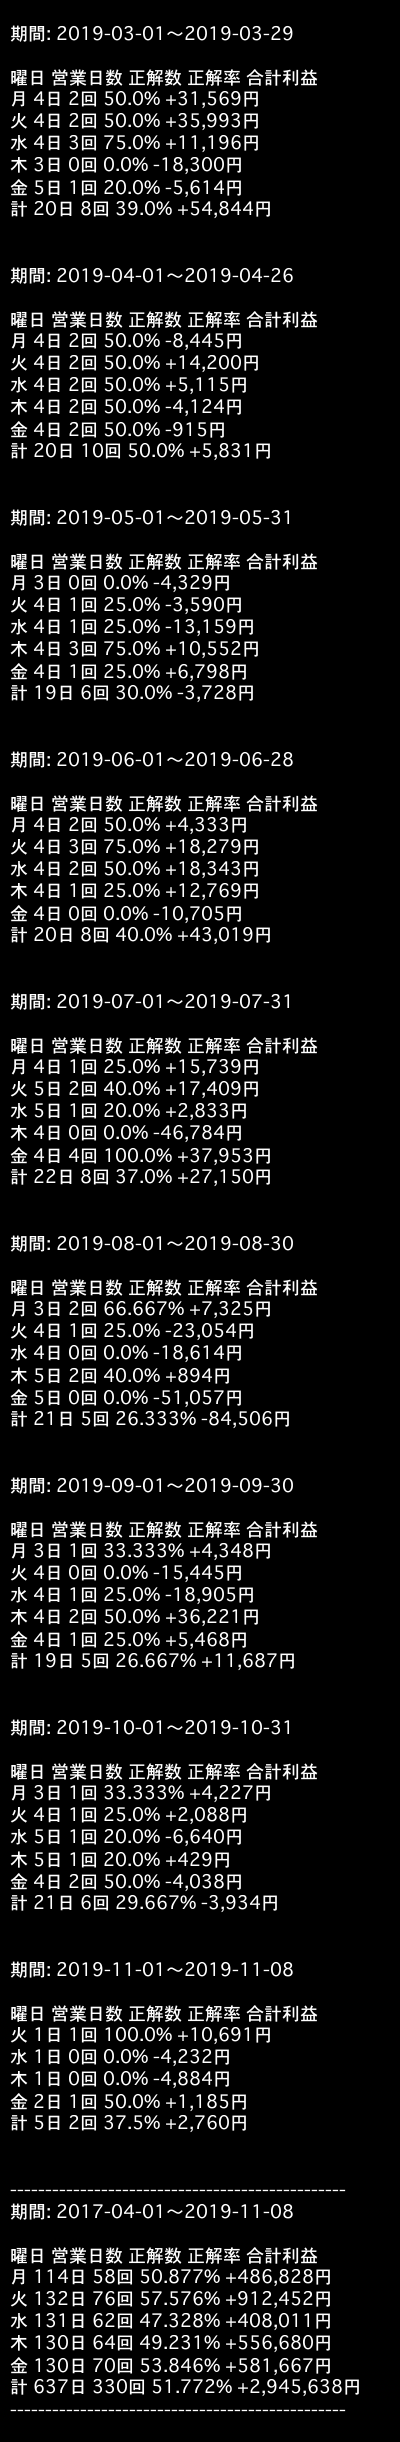 期間: 2019-03-01～2019-03-29
曜日 営業日数 正解数 正解率 合計利益
月 4日 2回 50.0% +31,569円
火 4日 2回 50.0% +35,993円
水 4日 3回 75.0% +11,196円
木 3日 0回 0.0% -18,300円
金 5日 1回 20.0% -5,614円
計 20日 8回 39.0% +54,844円
期間: 2019-04-01～2019-04-26
曜日 営業日数 正解数 正解率 合計利益
月 4日 2回 50.0% -8,445円
火 4日 2回 50.0% +14,200円
水 4日 2回 50.0% +5,115円
木 4日 2回 50.0% -4,124円
金 4日 2回 50.0% -915円
計 20日 10回 50.0% +5,831円
期間: 2019-05-01～2019-05-31
曜日 営業日数 正解数 正解率 合計利益
月 3日 0回 0.0% -4,329円
火 4日 1回 25.0% -3,590円
水 4日 1回 25.0% -13,159円
木 4日 3回 75.0% +10,552円
金 4日 1回 25.0% +6,798円
計 19日 6回 30.0% -3,728円
期間: 2019-06-01～2019-06-28
曜日 営業日数 正解数 正解率 合計利益
月 4日 2回 50.0% +4,333円
火 4日 3回 75.0% +18,279円
水 4日 2回 50.0% +18,343円
木 4日 1回 25.0% +12,769円
金 4日 0回 0.0% -10,705円
計 20日 8回 40.0% +43,019円
期間: 2019-07-01～2019-07-31
曜日 営業日数 正解数 正解率 合計利益
月 4日 1回 25.0% +15,739円
火 5日 2回 40.0% +17,409円
水 5日 1回 20.0% +2,833円
木 4日 0回 0.0% -46,784円
金 4日 4回 100.0% +37,953円
計 22日 8回 37.0% +27,150円
期間: 2019-08-01～2019-08-30
曜日 営業日数 正解数 正解率 合計利益
月 3日 2回 66.667% +7,325円
火 4日 1回 25.0% -23,054円
水 4日 0回 0.0% -18,614円
木 5日 2回 40.0% +894円
金 5日 0回 0.0% -51,057円
計 21日 5回 26.333% -84,506円
期間: 2019-09-01～2019-09-30
曜日 営業日数 正解数 正解率 合計利益
月 3日 1回 33.333% +4,348円
火 4日 0回 0.0% -15,445円
水 4日 1回 25.0% -18,905円
木 4日 2回 50.0% +36,221円
金 4日 1回 25.0% +5,468円
計 19日 5回 26.667% +11,687円
期間: 2019-10-01～2019-10-31
曜日 営業日数 正解数 正解率 合計利益
月 3日 1回 33.333% +4,227円
火 4日 1回 25.0% +2,088円
水 5日 1回 20.0% -6,640円
木 5日 1回 20.0% +429円
金 4日 2回 50.0% -4,038円
計 21日 6回 29.667% -3,934円
期間: 2019-11-01～2019-11-08
曜日 営業日数 正解数 正解率 合計利益
火 1日 1回 100.0% +10,691円
水 1日 0回 0.0% -4,232円
木 1日 0回 0.0% -4,884円
金 2日 1回 50.0% +1,185円
計 5日 2回 37.5% +2,760円
------------------------------------------------
期間: 2017-04-01～2019-11-08
曜日 営業日数 正解数 正解率 合計利益
月 114日 58回 50.877% +486,828円
火 132日 76回 57.576% +912,452円
水 131日 62回 47.328% +408,011円
木 130日 64回 49.231% +556,680円
金 130日 70回 53.846% +581,667円
計 637日 330回 51.772% +2,945,638円
------------------------------------------------